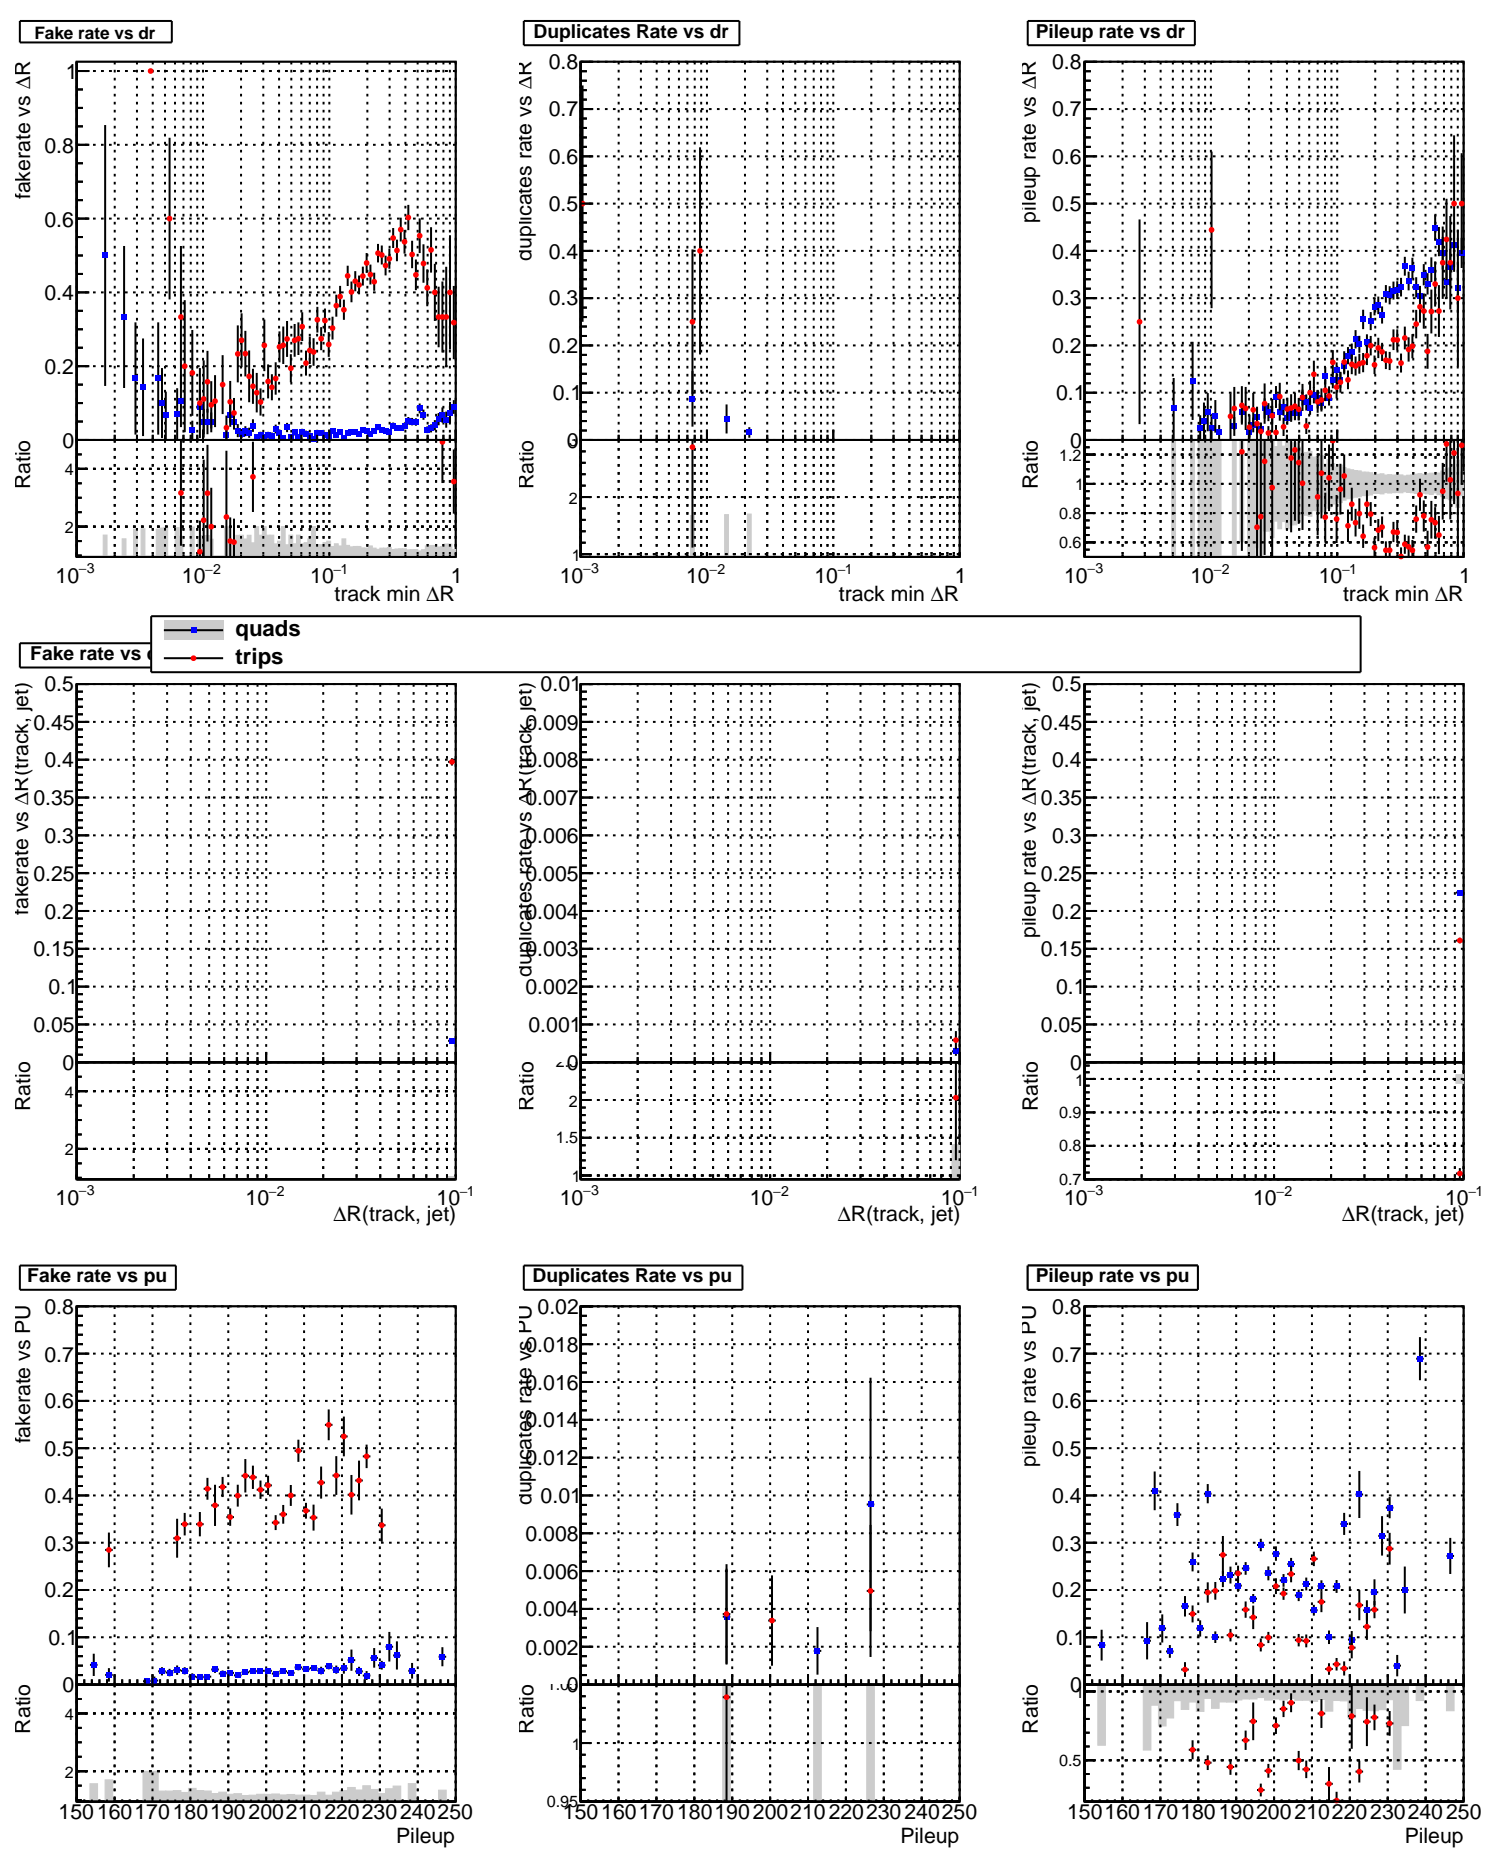 Fake rate vs dr
fakerate vs ΔR
1
0.8
0.6
0.4
0.2
0
Ratio
4
2
10−3 10−2 10−1 1
track min ΔR
Duplicates Rate vs dr
duplicates rate vs ΔR
0.8
0.7
0.6
0.5
0.4
0.3
0.2
0.1
0
Ratio
2
1
10−3 10−2 10−1 1
track min ΔR
Pileup rate vs dr
pileup rate vs ΔR
0.8
0.7
0.6
0.5
0.4
0.3
0.2
0.1
0
Ratio
1.2
1
0.8
0.6
10−3 10−2 10−1 1
track min ΔR
quads
trips
Fake rate vs
fakerate vs ΔR(track, jet)
0.5
0.45
0.4
0.35
0.3
0.25
0.2
0.15
0.1
0.05
0
Ratio
4
2
10−3 10−2 10−1
ΔR(track, jet)
duplicates rate vs ΔR(track, jet)
0.01
0.009
0.008
0.007
0.006
0.005
0.004
0.003
0.002
0.001
0
Ratio
2
1.5
1
10−3 10−2 10−1
ΔR(track, jet)
pileup rate vs ΔR(track, jet)
0.5
0.45
0.4
0.35
0.3
0.25
0.2
0.15
0.1
0.05
0
Ratio
1
0.9
0.8
0.7
10−3 10−2 10−1
ΔR(track, jet)
Fake rate vs pu
fakerate vs PU
0.8
0.7
0.6
0.5
0.4
0.3
0.2
0.1
0
Ratio
4
2
150 160 170 180 190 200 210 220 230 240 250
Pileup
Duplicates Rate vs pu
duplicates rate vs PU
0.02
0.018
0.016
0.014
0.012
0.01
0.008
0.006
0.004
0.002
0
Ratio
1
0.95
150 160 170 180 190 200 210 220 230 240 250
Pileup
Pileup rate vs pu
pileup rate vs PU
0.8
0.7
0.6
0.5
0.4
0.3
0.2
0.1
0
Ratio
1
0.5
150 160 170 180 190 200 210 220 230 240 250
Pileup